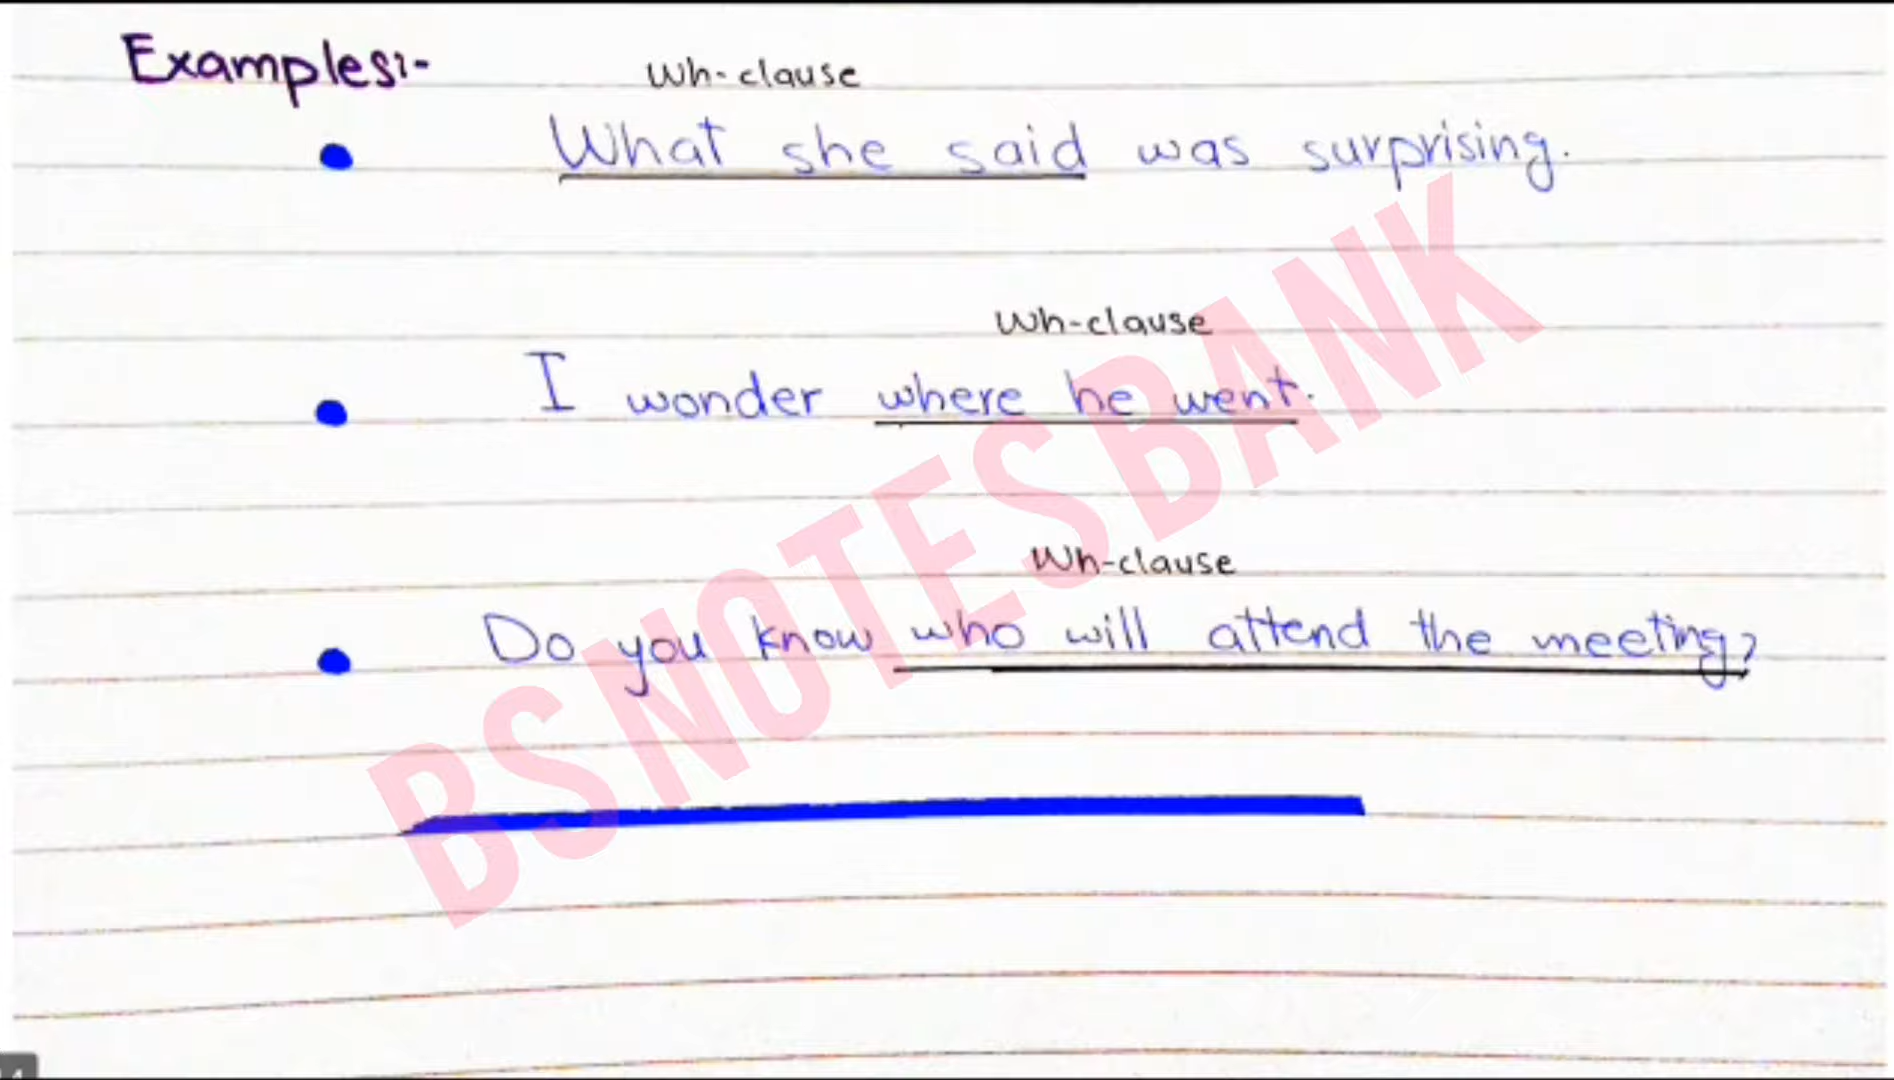 Examples:-
Wh-clause
What she said was surprising.
Wh-clause
I wonder where he went.
Wh-clause
Do you know who will attend the meeting?
BSNOTESBANK